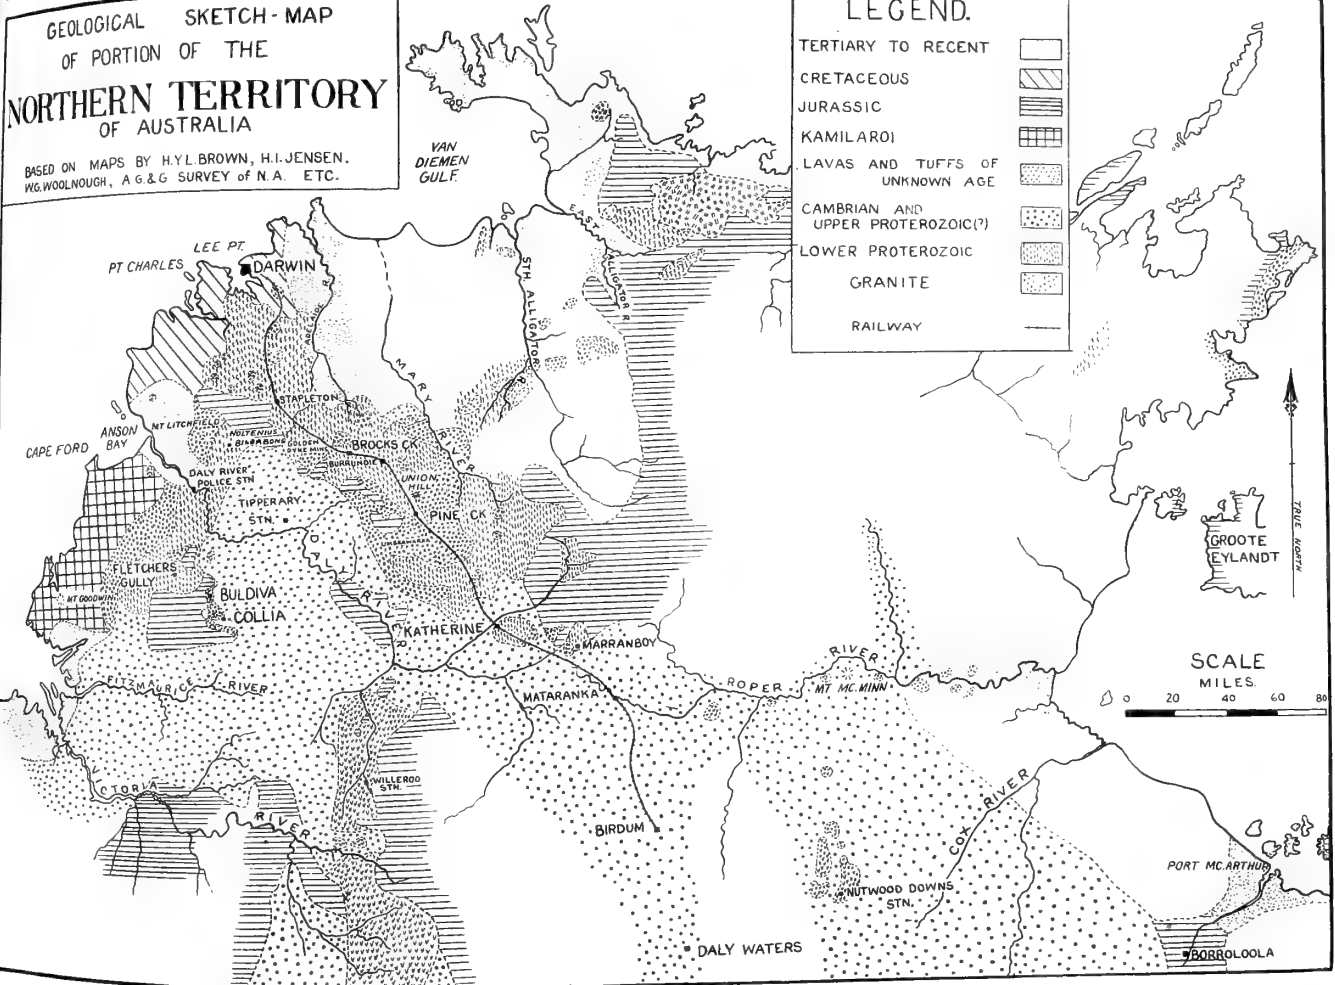 GEOLOGICAL SKETCH-MAP
OF PORTION OF THE
NORTHERN TERRITORY
OF AUSTRALIA
BASED ON MAPS BY H.Y.L. BROWN, H.I. JENSEN,
W.G. WOOLNOUGH, A G.&G SURVEY of N.A. ETC.
LEGEND.
TERTIARY TO RECENT
CRETACEOUS
JURASSIC
KAMILAROI
LAVAS AND TUFFS OF
UNKNOWN AGE
CAMBRIAN AND
UPPER PROTEROZOIC(?)
LOWER PROTEROZOIC
GRANITE
RAILWAY
VAN
DIEMEN
GULF.
LEE PT.
PT CHARLES
DARWIN
EAST
ALLIGATOR R.
STH ALLIGATOR
R
MARY
RIVER
STAPLETON
MT LITCHFIELD
NOLTENIUS
BILLABONG
GOLDEN
DYKE MINE
BROCKS CK.
BURRUNDIE
UNION
HILL
PINE CK
UMBRAWARRA
ANSON
BAY
CAPE FORD
DALY RIVER
POLICE STN
TIPPERARY
STN.
DALY
RIVER
FLETCHERS
GULLY
MT GOODWIN
BULDIVA
COLLIA
KATHERINE
MARRANBOY
MATARANKA
FITZMAURICE RIVER
ROPER
RIVER
MT MC.MINN
VICTORIA
RIVER
WILLEROO
STN.
BIRDUM
COX RIVER
NUTWOOD DOWNS
STN.
DALY WATERS
PORT MC.ARTHUR
BORROLOOLA
GROOTE
EYLANDT
TRUE NORTH
SCALE
MILES.
0 20 40 60 80